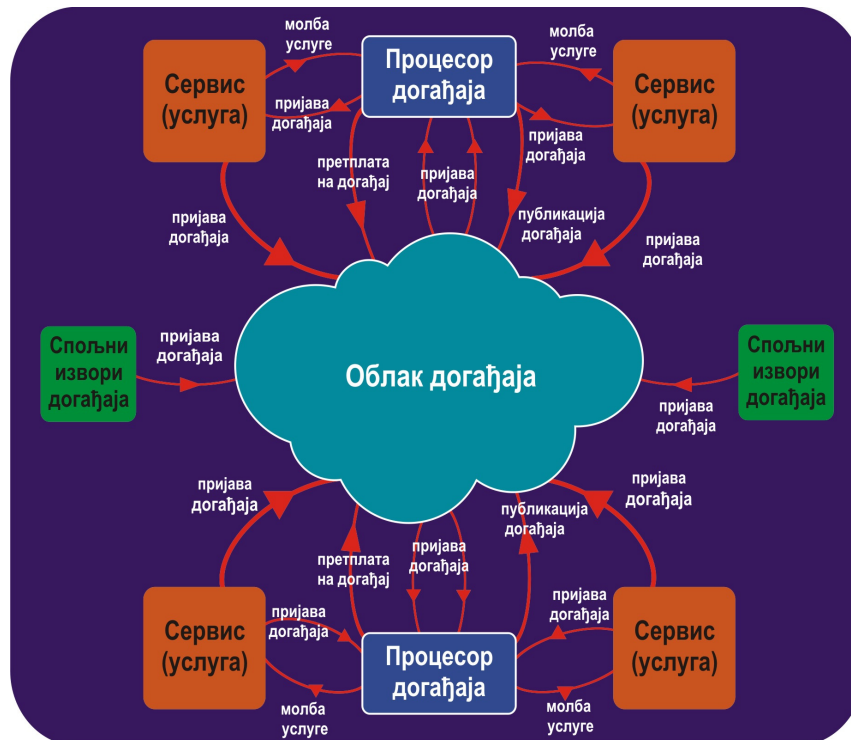 молба
услуге
Процесор
догађаја
молба
услуге
Сервис
(услуга)
Сервис
(услуга)
пријава
догађаја
пријава
догађаја
претплата
на догађај
пријава
догађаја
публикација
догађаја
пријава
догађаја
пријава
догађаја
Спољни
извори
догађаја
пријава
догађаја
Облак догађаја
Спољни
извори
догађаја
пријава
догађаја
пријава
догађаја
пријава
догађаја
публикација
догађаја
претплата
на догађај
пријава
догађаја
Сервис
(услуга)
пријава
догађаја
Процесор
догађаја
пријава
догађаја
Сервис
(услуга)
молба
услуге
молба
услуге